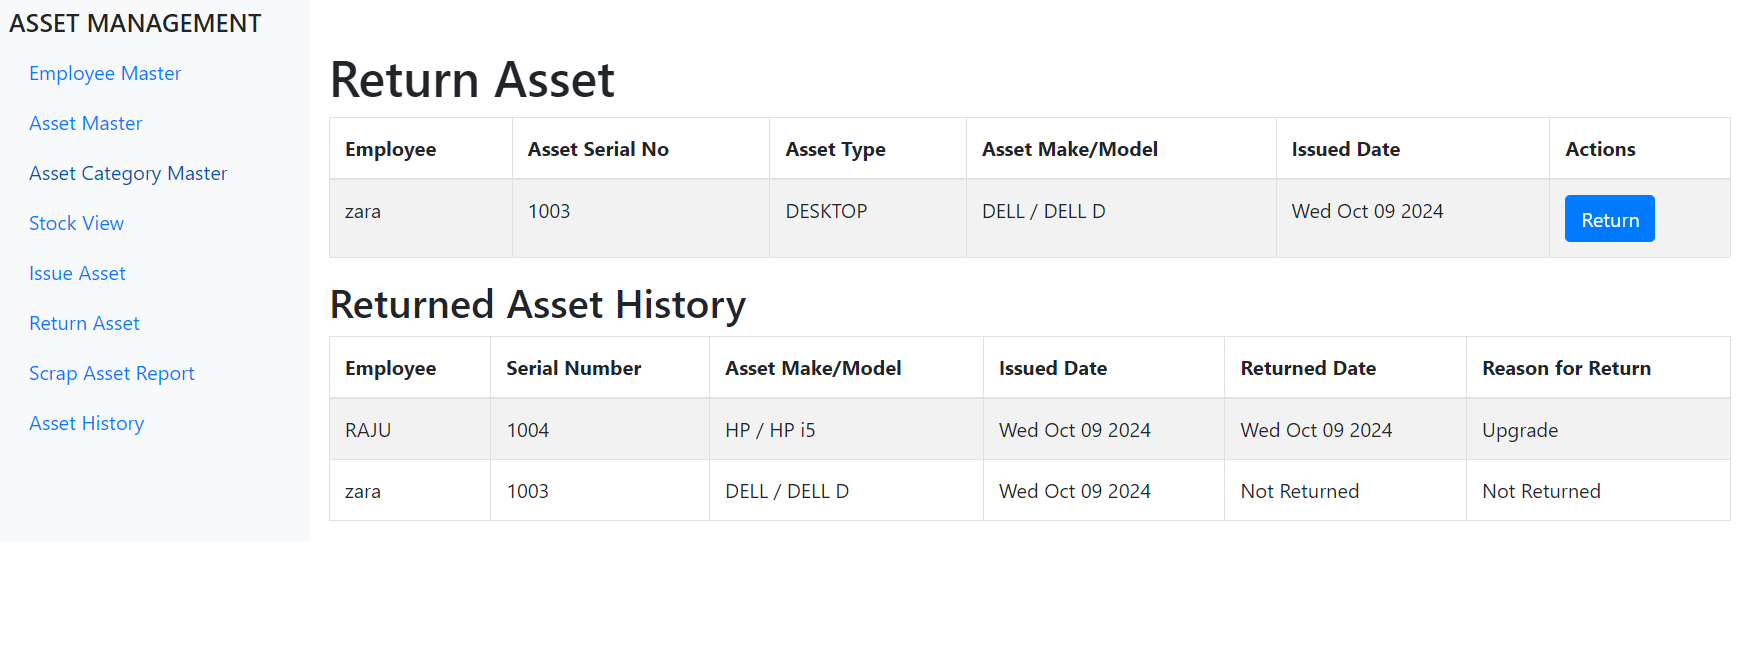 ASSET MANAGEMENT
Employee Master
Asset Master
Asset Category Master
Stock View
Issue Asset
Return Asset
Scrap Asset Report
Asset History
Return Asset
Employee Asset Serial No Asset Type Asset Make/Model Issued Date Actions
zara 1003 DESKTOP DELL / DELL D Wed Oct 09 2024 Return
Returned Asset History
Employee Serial Number Asset Make/Model Issued Date Returned Date Reason for Return
RAJU 1004 HP / HP i5 Wed Oct 09 2024 Wed Oct 09 2024 Upgrade
zara 1003 DELL / DELL D Wed Oct 09 2024 Not Returned Not Returned